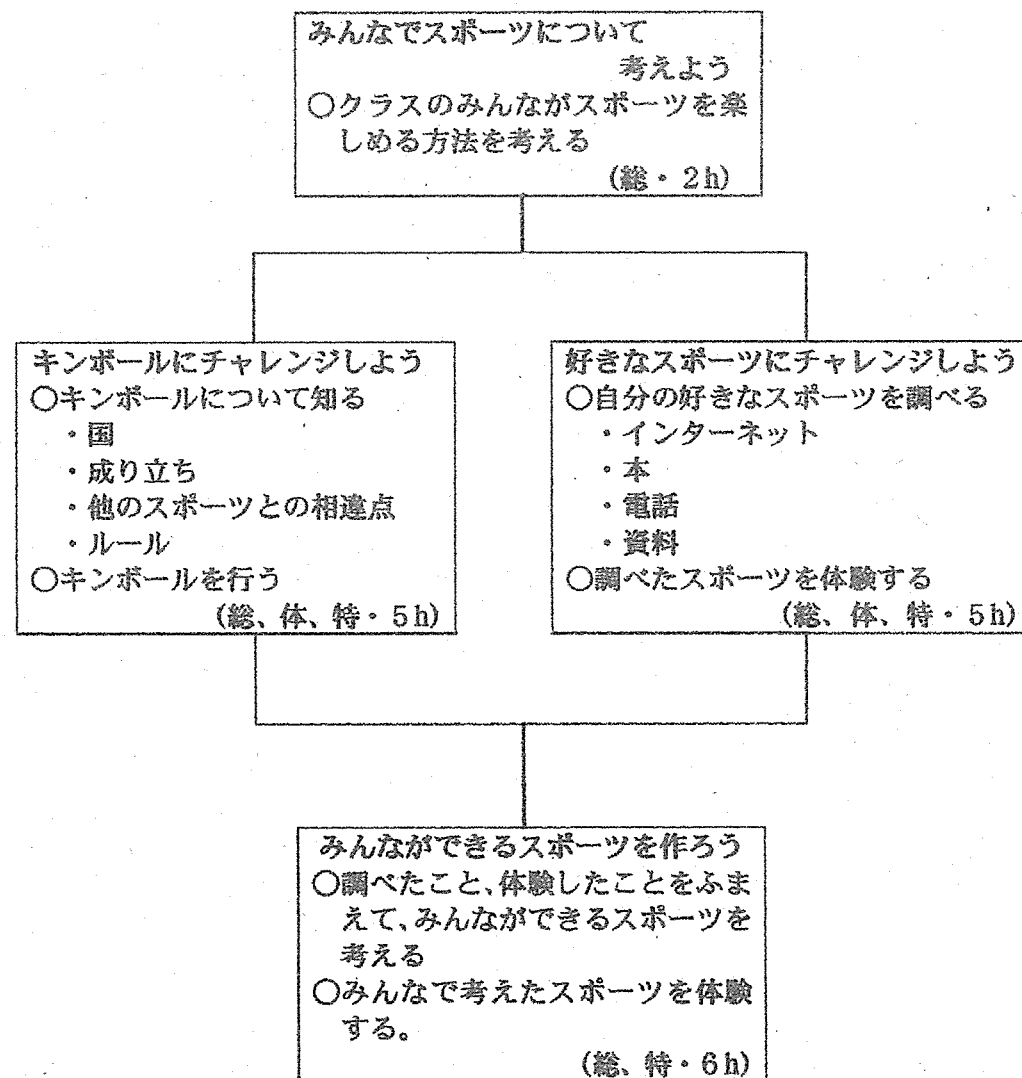 みんなでスポーツについて
考えよう
○クラスのみんながスポーツを楽
しめる方法を考える
(総・2h)
キンボールにチャレンジしよう
○キンボールについて知る
・国
・成り立ち
・他のスポーツとの相違点
・ルール
○キンボールを行う
(総、体、特・5h)
好きなスポーツにチャレンジしよう
○自分の好きなスポーツを調べる
・インターネット
・本
・電話
・資料
○調べたスポーツを体験する
(総、体、特・5h)
みんなができるスポーツを作ろう
○調べたこと、体験したことをふま
えて、みんなができるスポーツを
考える
○みんなで考えたスポーツを体験
する。
(総、特・6h)